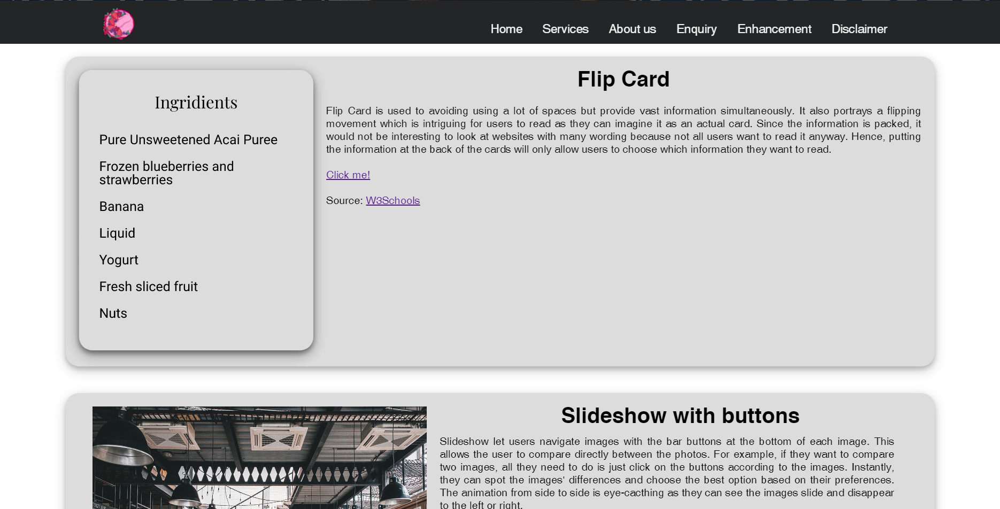 Home Services About us Enquiry Enhancement Disclaimer
Ingridients
Pure Unsweetened Acai Puree
Frozen blueberries and
strawberries
Banana
Liquid
Yogurt
Fresh sliced fruit
Nuts
Flip Card
Flip Card is used to avoiding using a lot of spaces but provide vast information simultaneously. It also portrays a flipping
movement which is intriguing for users to read as they can imagine it as an actual card. Since the information is packed, it
would not be interesting to look at websites with many wording because not all users want to read it anyway. Hence, putting
the information at the back of the cards will only allow users to choose which information they want to read.
Click me!
Source: W3Schools
Slideshow with buttons
Slideshow let users navigate images with the bar buttons at the bottom of each image. This
allows the user to compare directly between the photos. For example, if they want to compare
two images, all they need to do is just click on the buttons according to the images. Instantly,
they can spot the images' differences and choose the best option based on their preferences.
The animation from side to side is eye-cacthing as they can see the images slide and disappear
to the left or right.